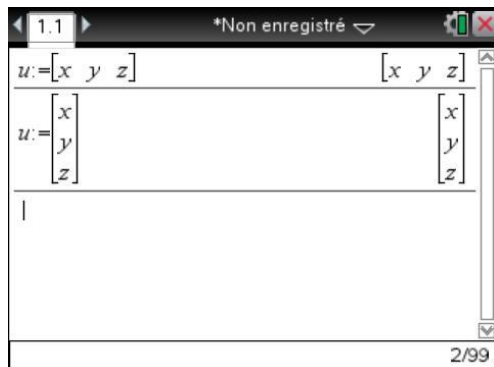 1.1 *Non enregistré
u:=[x y z] [x y z]
u:=[x y z] [x y z]
2/99